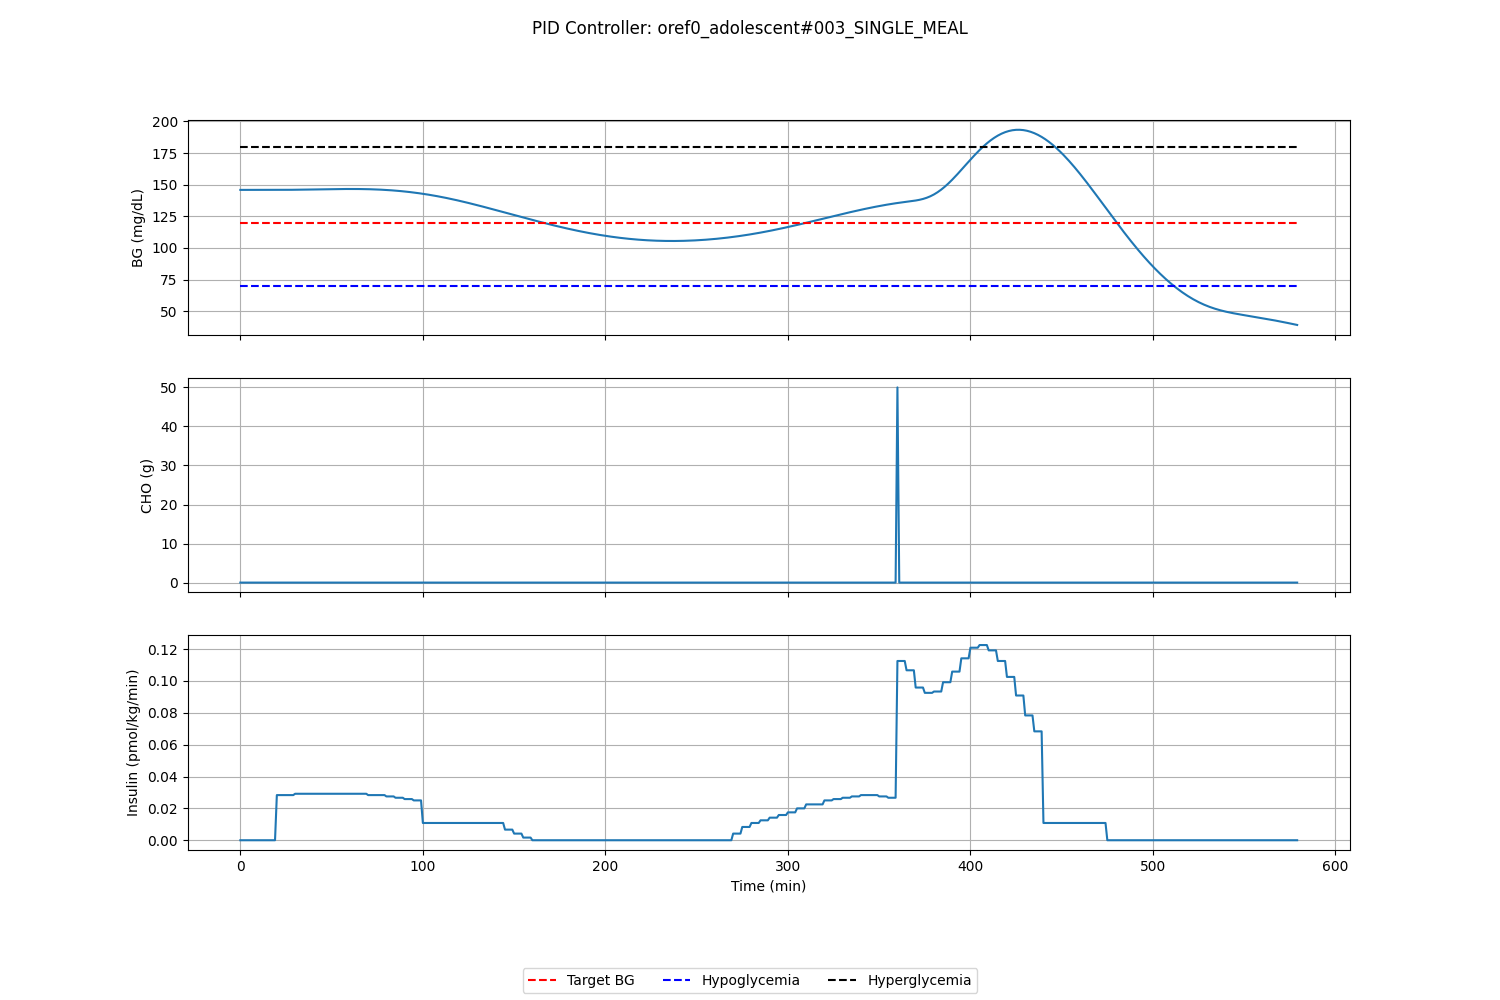 PID Controller: oref0_adolescent#003_SINGLE_MEAL
200
175
150
125
100
75
50
BG (mg/dL)
50
40
30
20
10
0
CHO (g)
0.12
0.10
0.08
0.06
0.04
0.02
0.00
Insulin (pmol/kg/min)
0 100 200 300 400 500 600
Time (min)
Target BG Hypoglycemia Hyperglycemia